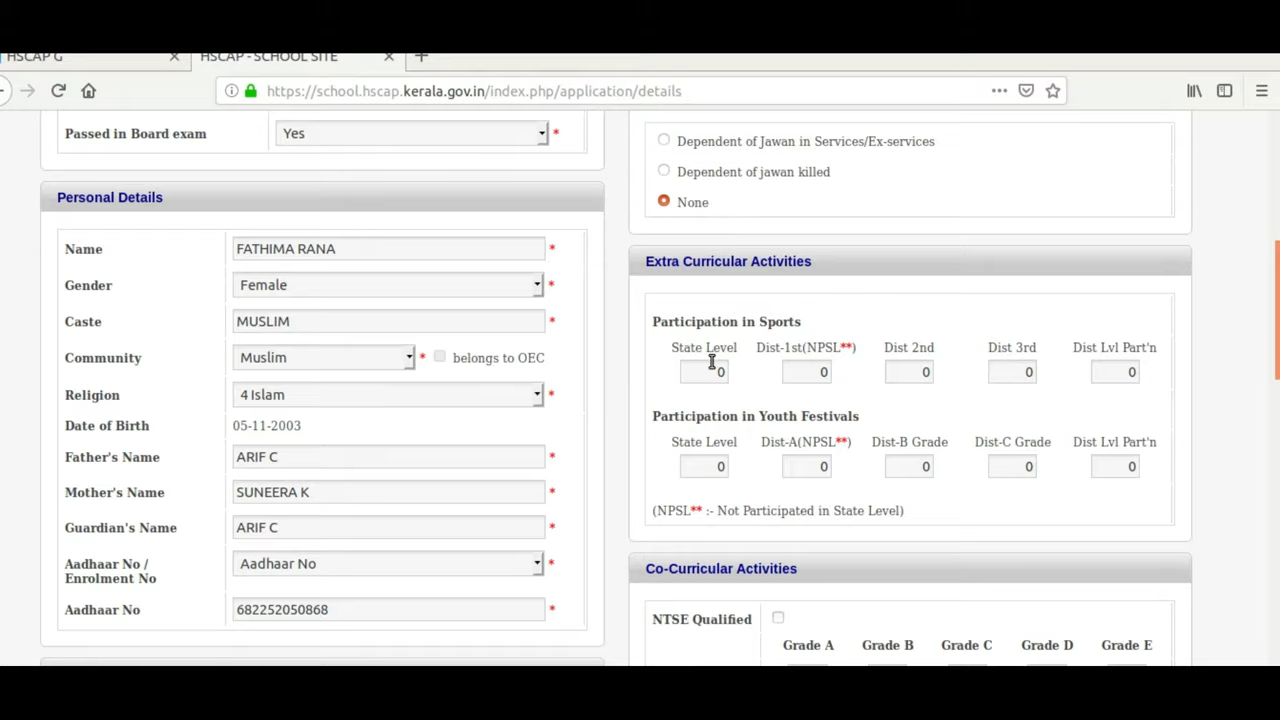 HSCAP G
HSCAP - SCHOOL SITE
https://school.hscap.kerala.gov.in/index.php/application/details
Passed in Board exam Yes *
Personal Details
Name FATHIMA RANA *
Gender Female *
Caste MUSLIM *
Community Muslim * belongs to OEC
Religion 4 Islam *
Date of Birth 05-11-2003
Father's Name ARIF C *
Mother's Name SUNEERA K *
Guardian's Name ARIF C *
Aadhaar No / Enrolment No Aadhaar No *
Aadhaar No 682252050868 *
Dependent of Jawan in Services/Ex-services
Dependent of jawan killed
None
Extra Curricular Activities
Participation in Sports
State Level Dist-1st(NPSL**) Dist 2nd Dist 3rd Dist Lvl Part'n
0 0 0 0 0
Participation in Youth Festivals
State Level Dist-A(NPSL**) Dist-B Grade Dist-C Grade Dist Lvl Part'n
0 0 0 0 0
(NPSL** :- Not Participated in State Level)
Co-Curricular Activities
NTSE Qualified
Grade A Grade B Grade C Grade D Grade E